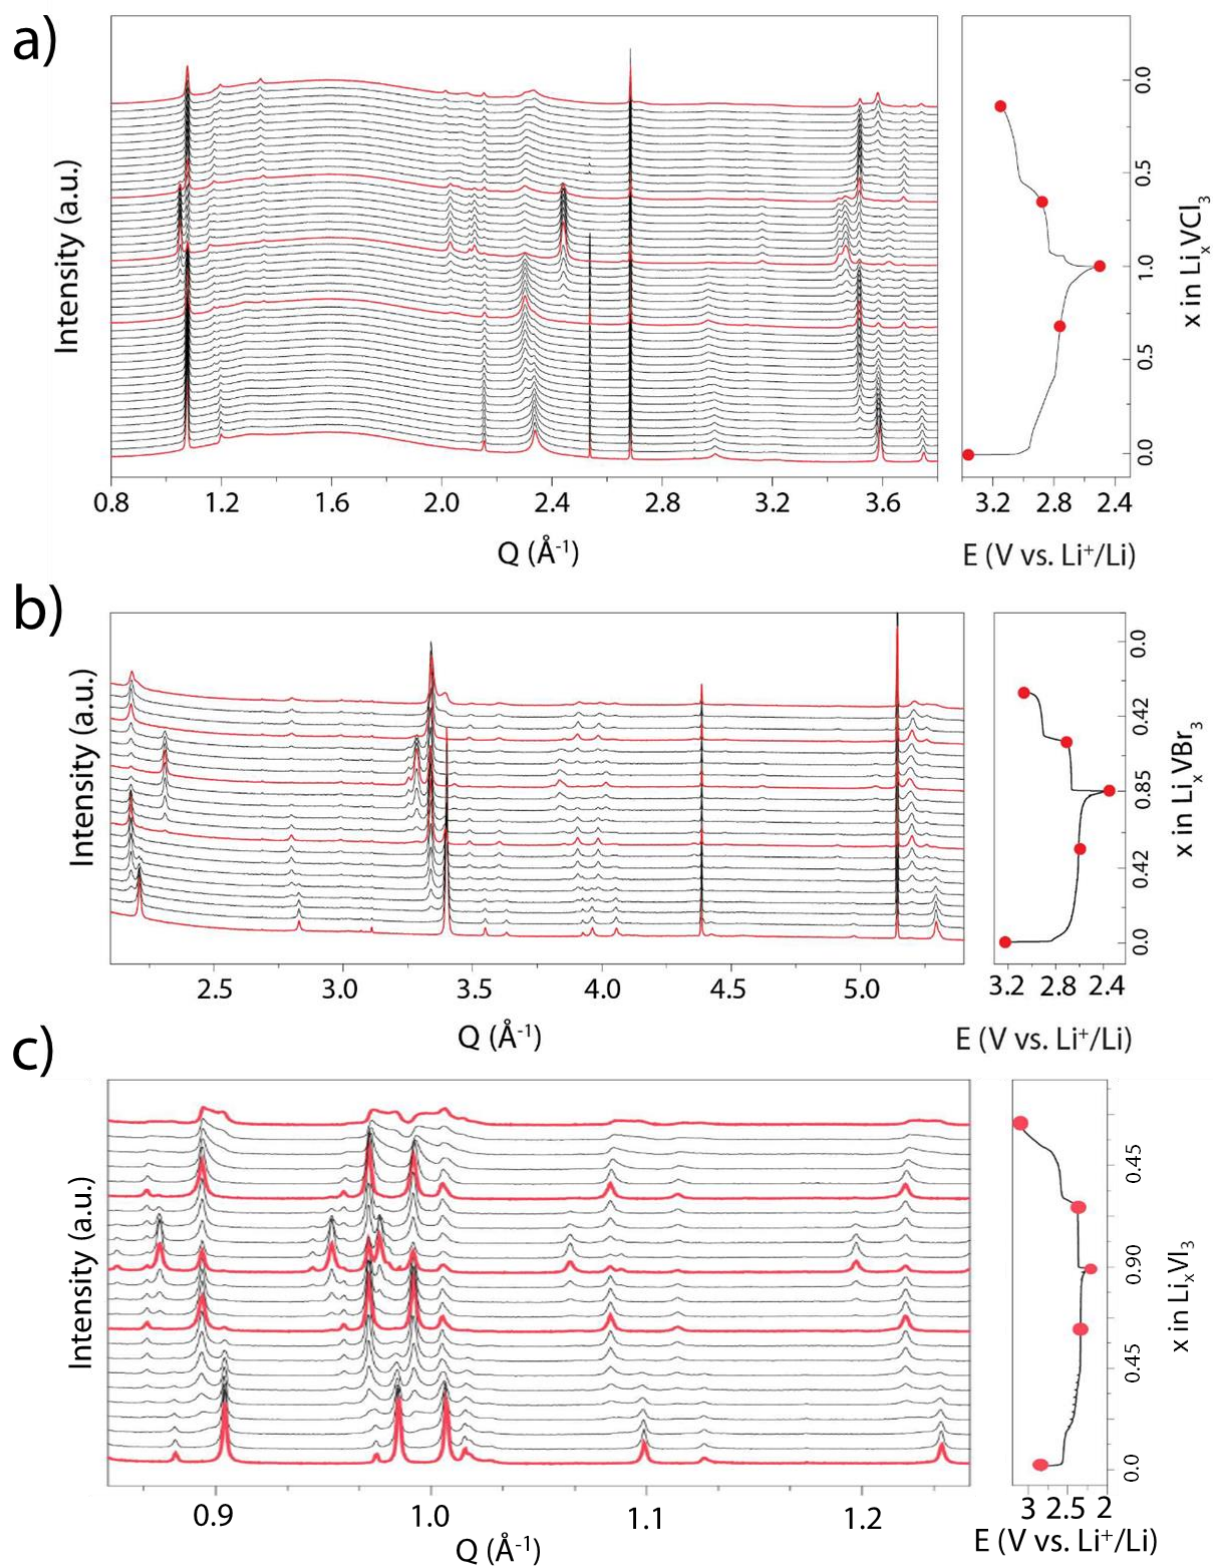 a)
Intensity (a.u.)
0.8 1.2 1.6 2.0 2.4 2.8 3.2 3.6
Q (Å-1)
3.2 2.8 2.4
E (V vs. Li+/Li)
0.0 0.5 1.0 0.5 0.0
x in LixVCl3
b)
Intensity (a.u.)
2.5 3.0 3.5 4.0 4.5 5.0
Q (Å-1)
3.2 2.8 2.4
E (V vs. Li+/Li)
0.0 0.42 0.85 0.42 0.0
x in LixVBr3
c)
Intensity (a.u.)
0.9 1.0 1.1 1.2
Q (Å-1)
3 2.5 2
E (V vs. Li+/Li)
0.45 0.90 0.45 0.0
x in LixVI3